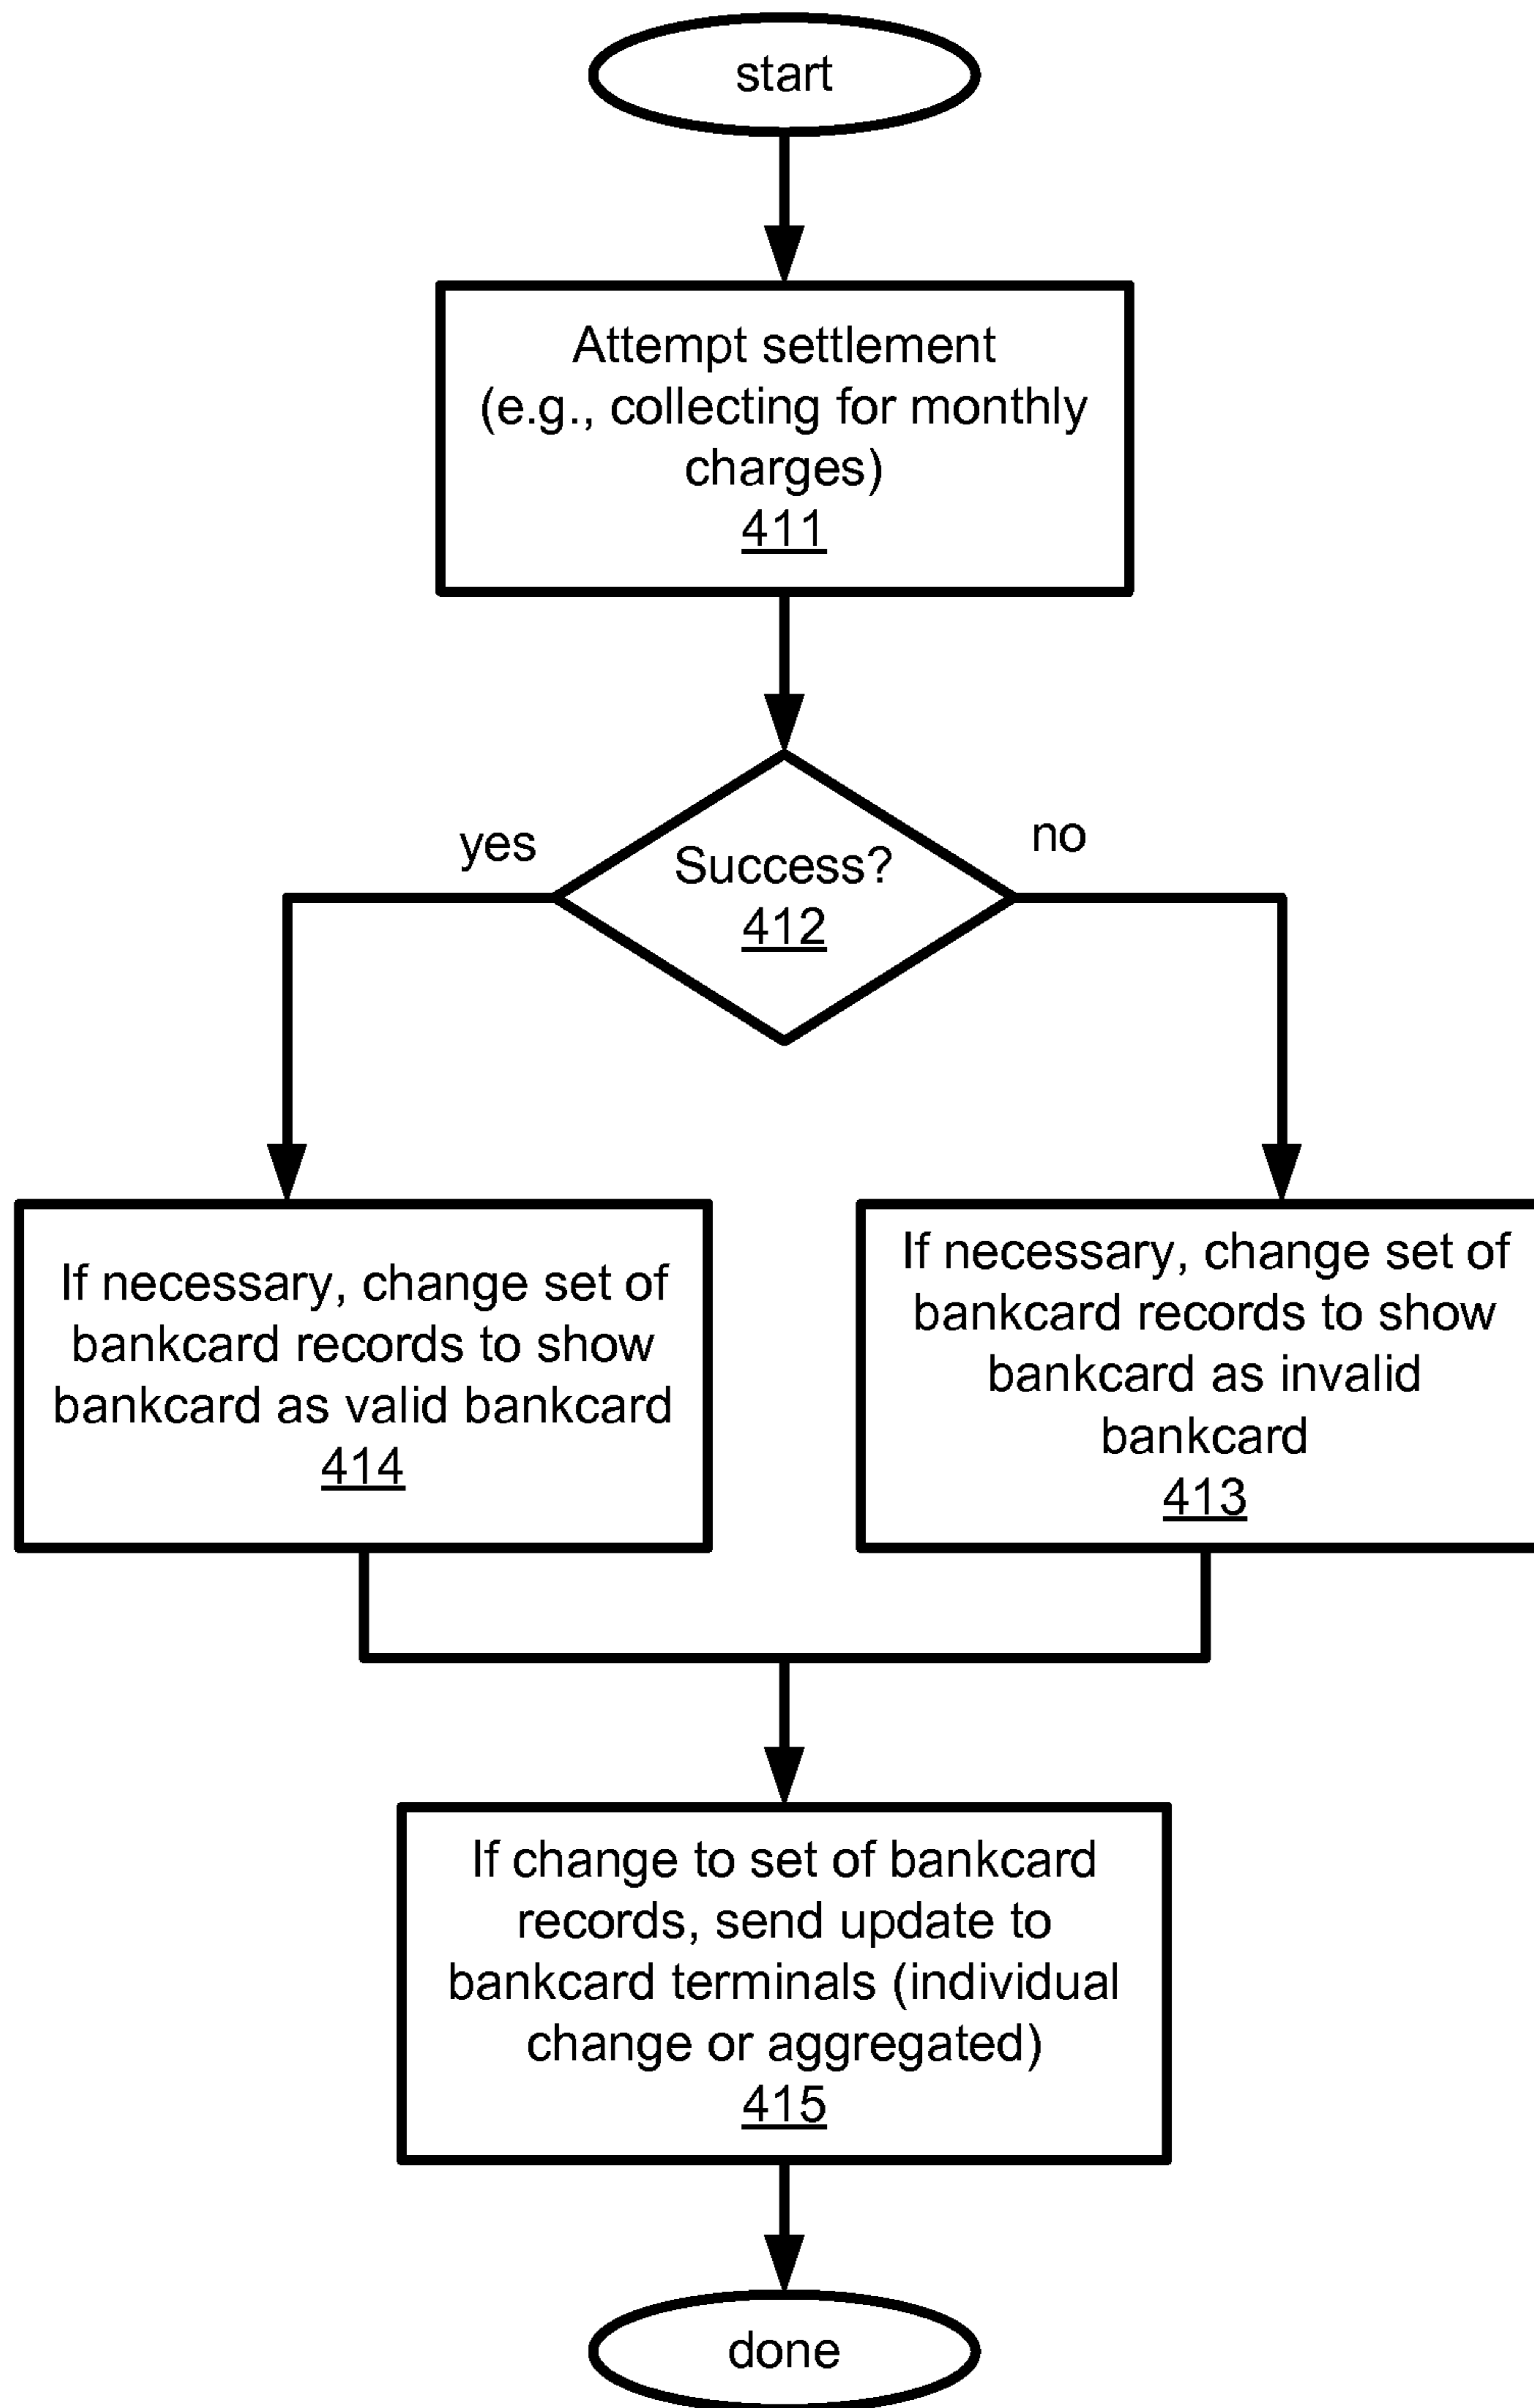 start
Attempt settlement
(e.g., collecting for monthly
charges)
411
yes
no
Success?
412
If necessary, change set of
bankcard records to show
bankcard as valid bankcard
414
If necessary, change set of
bankcard records to show
bankcard as invalid
bankcard
413
If change to set of bankcard
records, send update to
bankcard terminals (individual
change or aggregated)
415
done